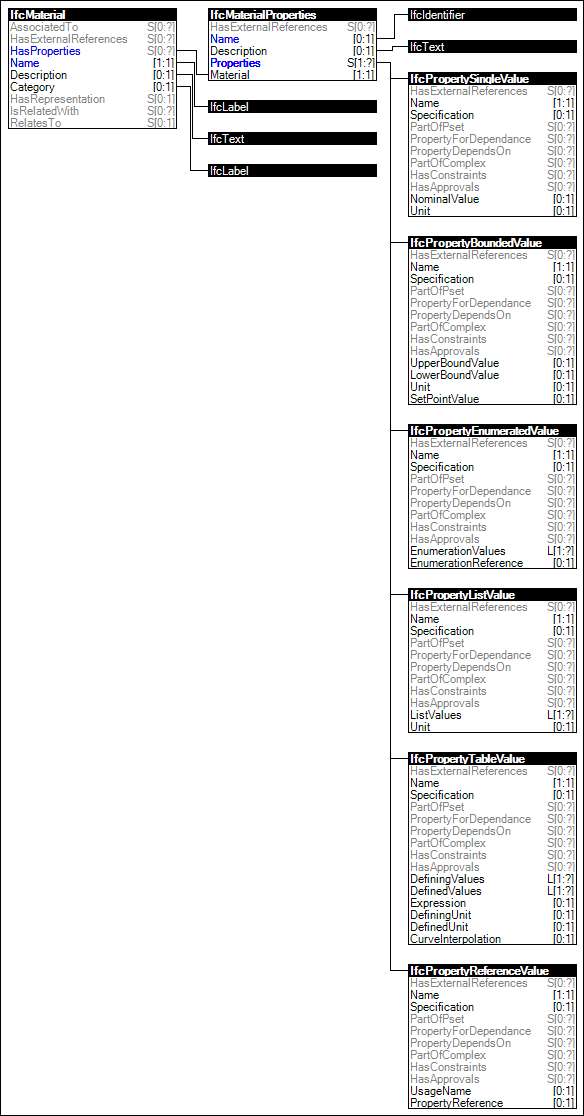 IfcMaterial
AssociatedTo S[0:?]
HasExternalReferences S[0:?]
HasProperties S[0:?]
Name [1:1]
Description [0:1]
Category [0:1]
HasRepresentation S[0:1]
IsRelatedWith S[0:?]
RelatesTo S[0:1]
IfcMaterialProperties
HasExternalReferences S[0:?]
Name [0:1]
Description [0:1]
Properties S[1:?]
Material [1:1]
IfcLabel
IfcText
IfcLabel
IfcIdentifier
IfcText
IfcPropertySingleValue
HasExternalReferences S[0:?]
Name [1:1]
Specification [0:1]
PartOfPset S[0:?]
PropertyForDependance S[0:?]
PropertyDependsOn S[0:?]
PartOfComplex S[0:?]
HasConstraints S[0:?]
HasApprovals S[0:?]
NominalValue [0:1]
Unit [0:1]
IfcPropertyBoundedValue
HasExternalReferences S[0:?]
Name [1:1]
Specification [0:1]
PartOfPset S[0:?]
PropertyForDependance S[0:?]
PropertyDependsOn S[0:?]
PartOfComplex S[0:?]
HasConstraints S[0:?]
HasApprovals S[0:?]
UpperBoundValue [0:1]
LowerBoundValue [0:1]
Unit [0:1]
SetPointValue [0:1]
IfcPropertyEnumeratedValue
HasExternalReferences S[0:?]
Name [1:1]
Specification [0:1]
PartOfPset S[0:?]
PropertyForDependance S[0:?]
PropertyDependsOn S[0:?]
PartOfComplex S[0:?]
HasConstraints S[0:?]
HasApprovals S[0:?]
EnumerationValues L[1:?]
EnumerationReference [0:1]
IfcPropertyListValue
HasExternalReferences S[0:?]
Name [1:1]
Specification [0:1]
PartOfPset S[0:?]
PropertyForDependance S[0:?]
PropertyDependsOn S[0:?]
PartOfComplex S[0:?]
HasConstraints S[0:?]
HasApprovals S[0:?]
ListValues L[1:?]
Unit [0:1]
IfcPropertyTableValue
HasExternalReferences S[0:?]
Name [1:1]
Specification [0:1]
PartOfPset S[0:?]
PropertyForDependance S[0:?]
PropertyDependsOn S[0:?]
PartOfComplex S[0:?]
HasConstraints S[0:?]
HasApprovals S[0:?]
DefiningValues L[1:?]
DefinedValues L[1:?]
Expression [0:1]
DefiningUnit [0:1]
DefinedUnit [0:1]
CurveInterpolation [0:1]
IfcPropertyReferenceValue
HasExternalReferences S[0:?]
Name [1:1]
Specification [0:1]
PartOfPset S[0:?]
PropertyForDependance S[0:?]
PropertyDependsOn S[0:?]
PartOfComplex S[0:?]
HasConstraints S[0:?]
HasApprovals S[0:?]
UsageName [0:1]
PropertyReference [0:1]